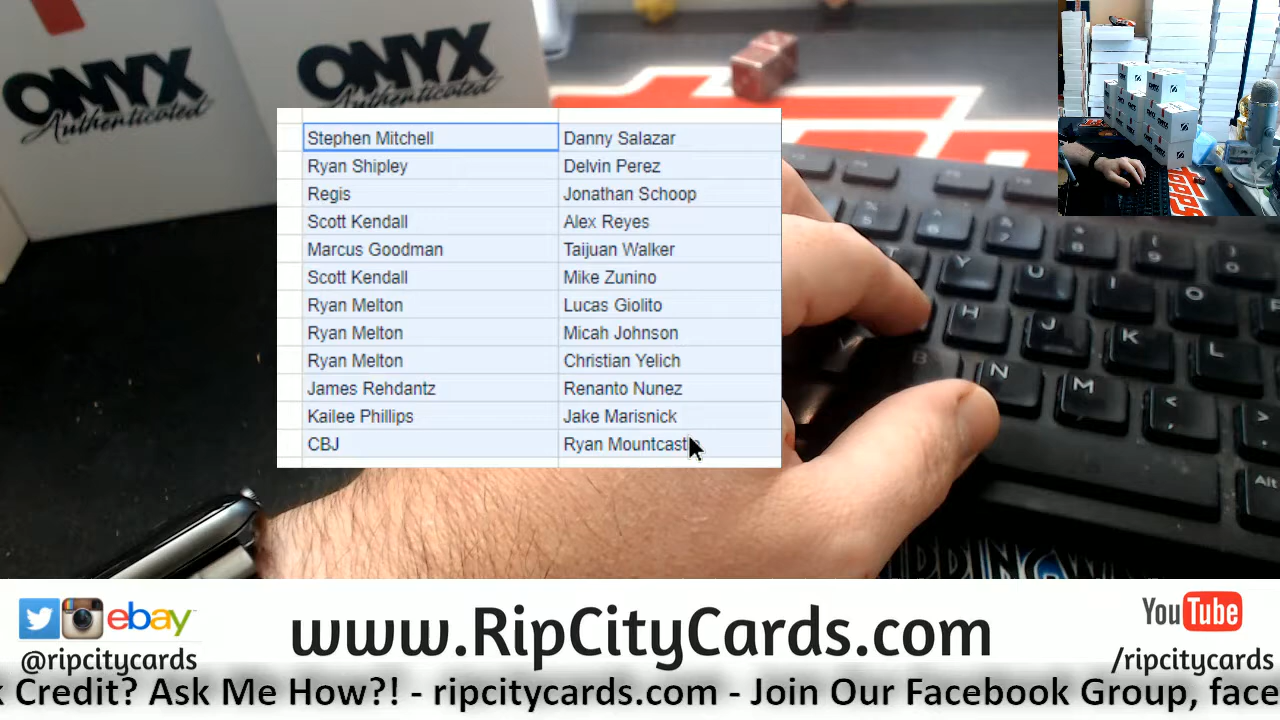 ONYX
Authenticated
ONYX
Authenticated
Stephen Mitchell Danny Salazar
Ryan Shipley Delvin Perez
Regis Jonathan Schoop
Scott Kendall Alex Reyes
Marcus Goodman Taijuan Walker
Scott Kendall Mike Zunino
Ryan Melton Lucas Giolito
Ryan Melton Micah Johnson
Ryan Melton Christian Yelich
James Rehdantz Renanto Nunez
Kailee Phillips Jake Marisnick
CBJ Ryan Mountcastle
T Y U I O P
H J K L
V B N M <
Alt
topps
ebay
@ripcitycards
www.RipCityCards.com
YouTube
/ripcitycards
k Credit? Ask Me How?! - ripcitycards.com - Join Our Facebook Group, face